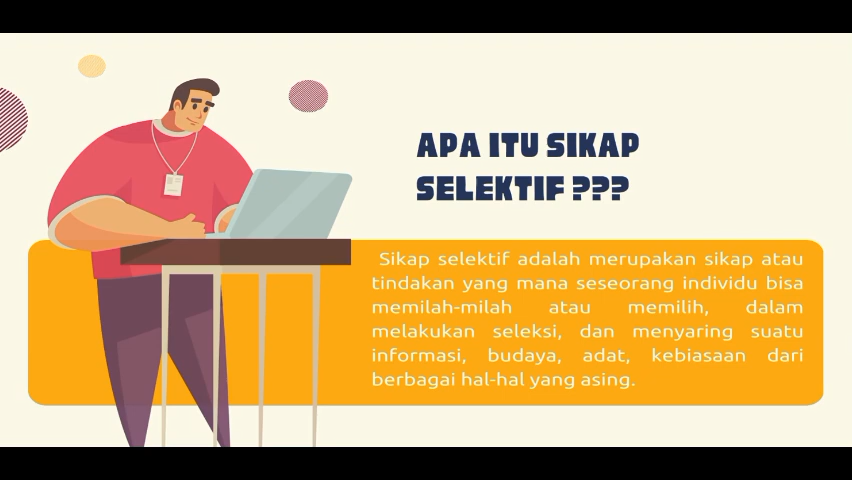 APA ITU SIKAP
SELEKTIF ???
Sikap selektif adalah merupakan sikap atau
tindakan yang mana seseorang individu bisa
memilah-milah atau memilih, dalam
melakukan seleksi, dan menyaring suatu
informasi, budaya, adat, kebiasaan dari
berbagai hal-hal yang asing.